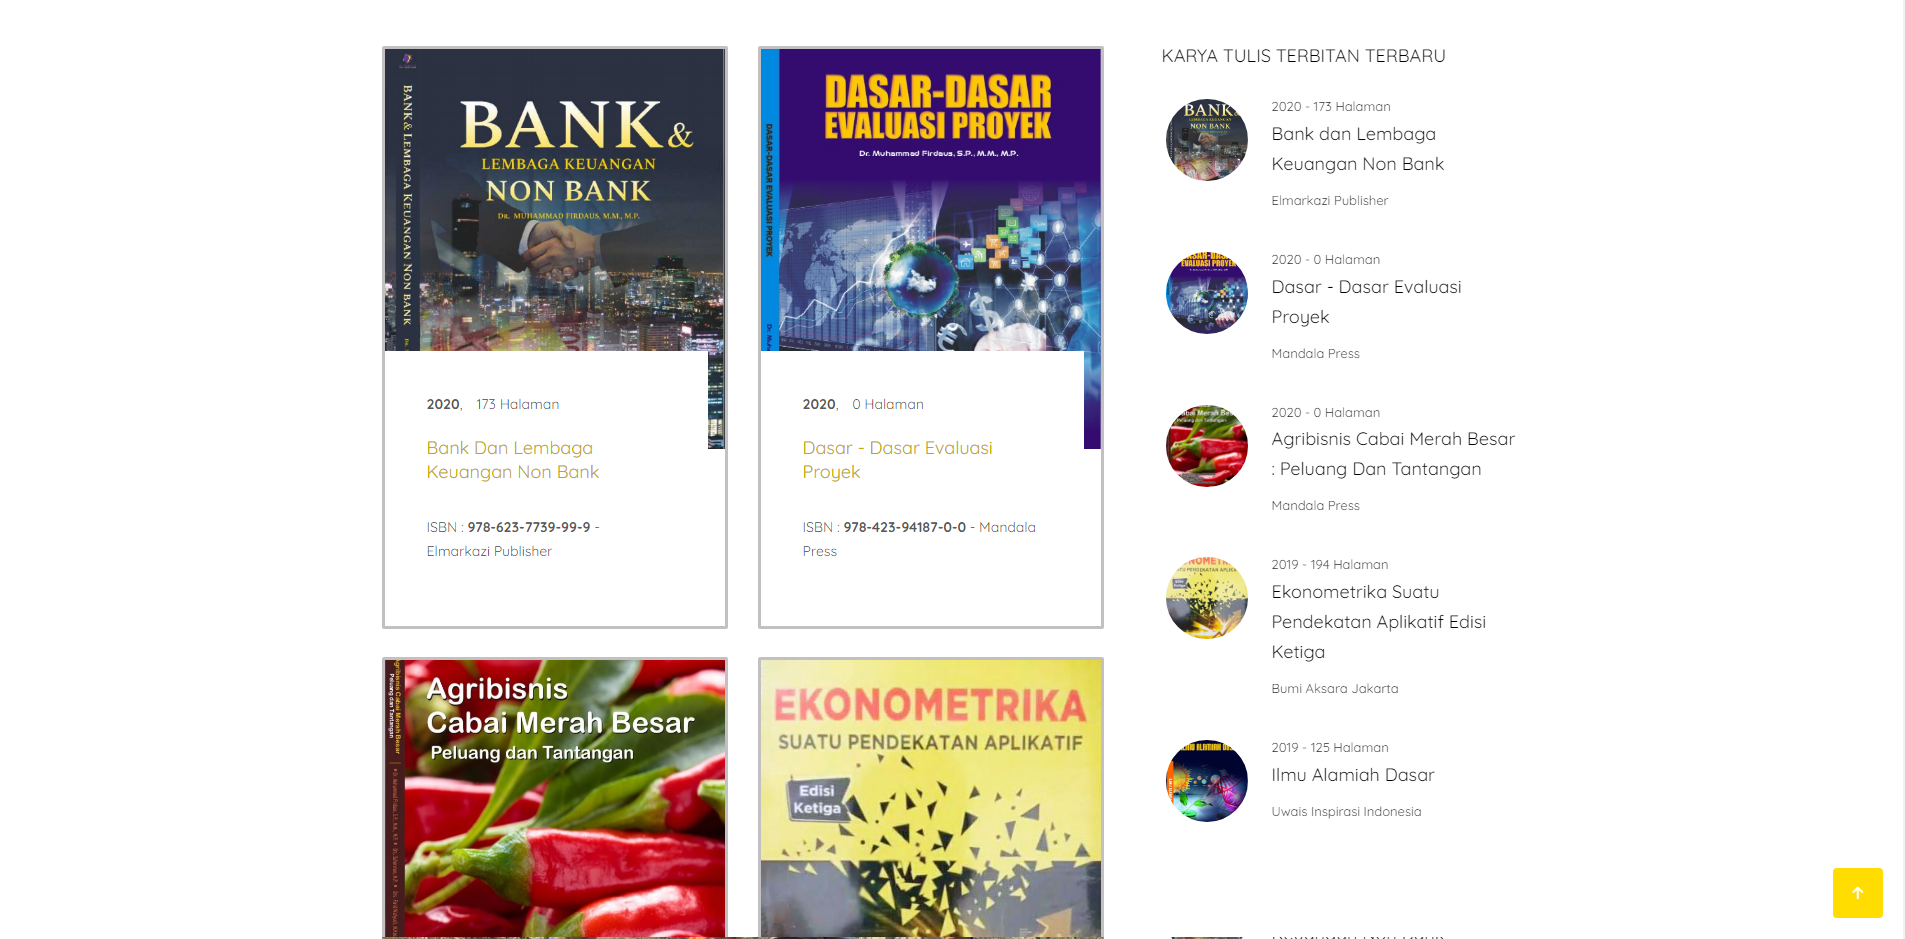 BANK &
LEMBAGA KEUANGAN
NON BANK
DR. MUHAMMAD FIRDAUS, M.M., M.P.
BANK & LEMBAGA KEUANGAN NON BANK
2020, 173 Halaman
Bank Dan Lembaga
Keuangan Non Bank
ISBN : 978-623-7739-99-9 -
Elmarkazi Publisher
DASAR-DASAR
EVALUASI PROYEK
Dr. Muhammad Firdaus, S.P., M.M., M.P.
DASAR-DASAR EVALUASI PROYEK
2020, 0 Halaman
Dasar - Dasar Evaluasi
Proyek
ISBN : 978-423-94187-0-0 - Mandala
Press
Agribisnis
Cabai Merah Besar
Peluang dan Tantangan
Agribisnis Cabai Merah Besar
Peluang dan Tantangan
EKONOMETRIKA
SUATU PENDEKATAN APLIKATIF
Edisi
Ketiga
KARYA TULIS TERBITAN TERBARU
2020 - 173 Halaman
Bank dan Lembaga
Keuangan Non Bank
Elmarkazi Publisher
2020 - 0 Halaman
Dasar - Dasar Evaluasi
Proyek
Mandala Press
2020 - 0 Halaman
Agribisnis Cabai Merah Besar
: Peluang Dan Tantangan
Mandala Press
2019 - 194 Halaman
Ekonometrika Suatu
Pendekatan Aplikatif Edisi
Ketiga
Bumi Aksara Jakarta
2019 - 125 Halaman
Ilmu Alamiah Dasar
Uwais Inspirasi Indonesia